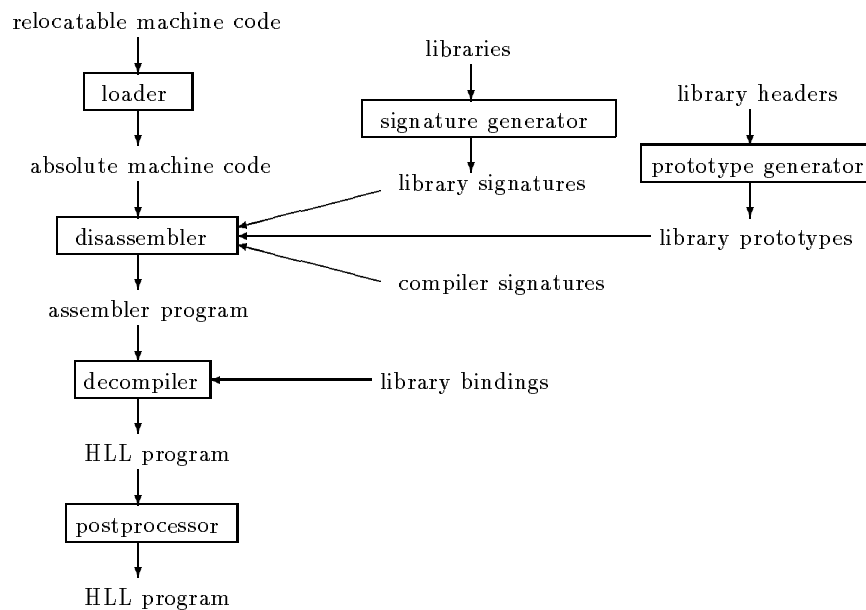 relocatable machine code
libraries
loader
library headers
signature generator
absolute machine code
prototype generator
library signatures
disassembler
library prototypes
compiler signatures
assembler program
decompiler
library bindings
HLL program
postprocessor
HLL program